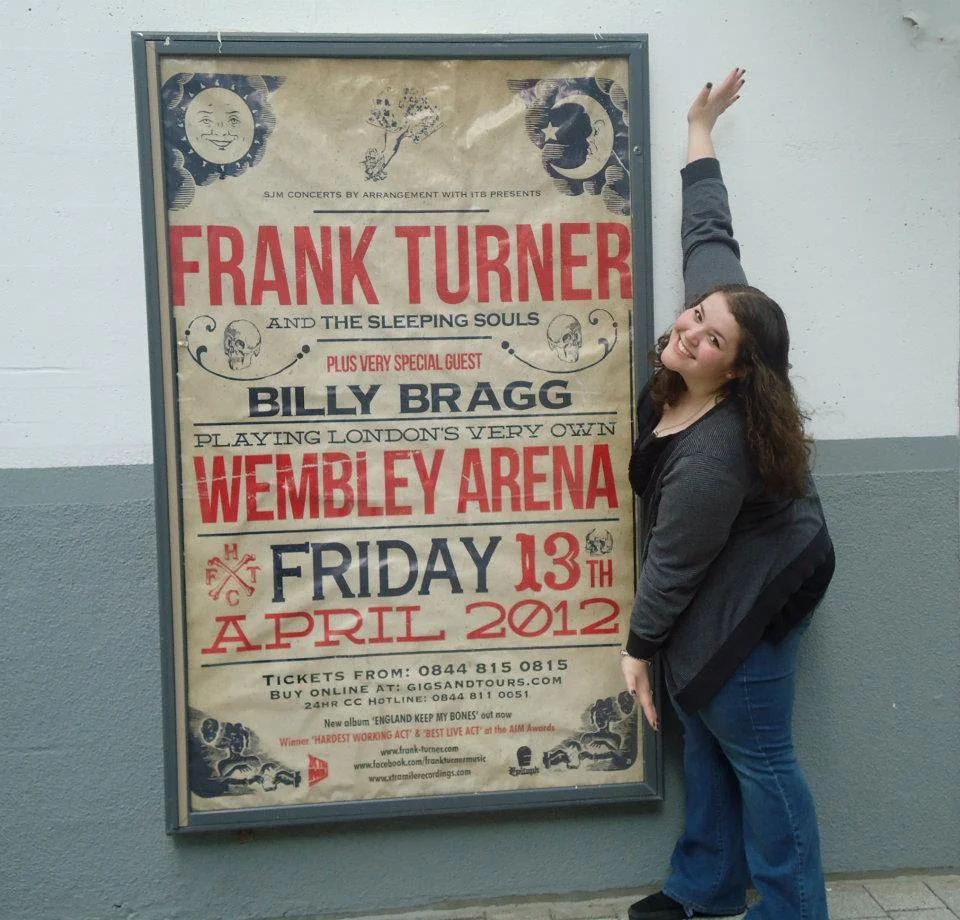 SJM CONCERTS BY ARRANGEMENT WITH ITB PRESENTS
FRANK TURNER
AND THE SLEEPING SOULS
PLUS VERY SPECIAL GUEST
BILLY BRAGG
PLAYING LONDON'S VERY OWN
WEMBLEY ARENA
H
F T
C
FRIDAY 13TH
APRIL 2012
TICKETS FROM: 0844 815 0815
BUY ONLINE AT: GIGSANDTOURS.COM
24HR CC HOTLINE: 0844 811 0051
New album 'ENGLAND KEEP MY BONES' out now
Winner 'HARDEST WORKING ACT' & 'BEST LIVE ACT' at the AIM Awards
www.frank-turner.com
www.facebook.com/frankturnermusic
www.xtramilerecordings.com
Epitaph